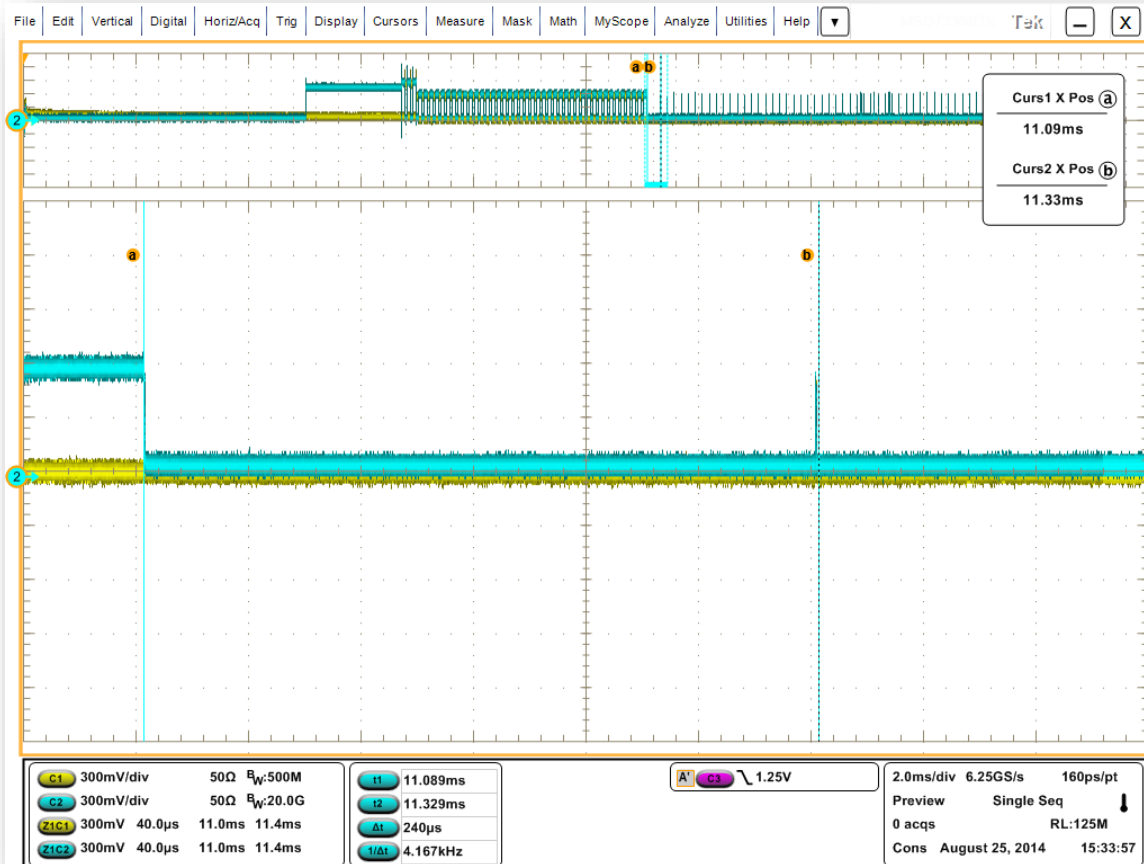 File Edit Vertical Digital Horiz/Acq Trig Display Cursors Measure Mask Math MyScope Analyze Utilities Help ▼ Tek X
a b
2
Curs1 X Pos a
11.09ms
Curs2 X Pos b
11.33ms
a b
2
C1 300mV/div 50Ω BW:500M
C2 300mV/div 50Ω BW:20.0G
Z1C1 300mV 40.0µs 11.0ms 11.4ms
Z1C2 300mV 40.0µs 11.0ms 11.4ms
t1 11.089ms
t2 11.329ms
Δt 240µs
1/Δt 4.167kHz
A' C3 1.25V
2.0ms/div 6.25GS/s 160ps/pt
Preview Single Seq
0 acqs RL:125M
Cons August 25, 2014 15:33:57